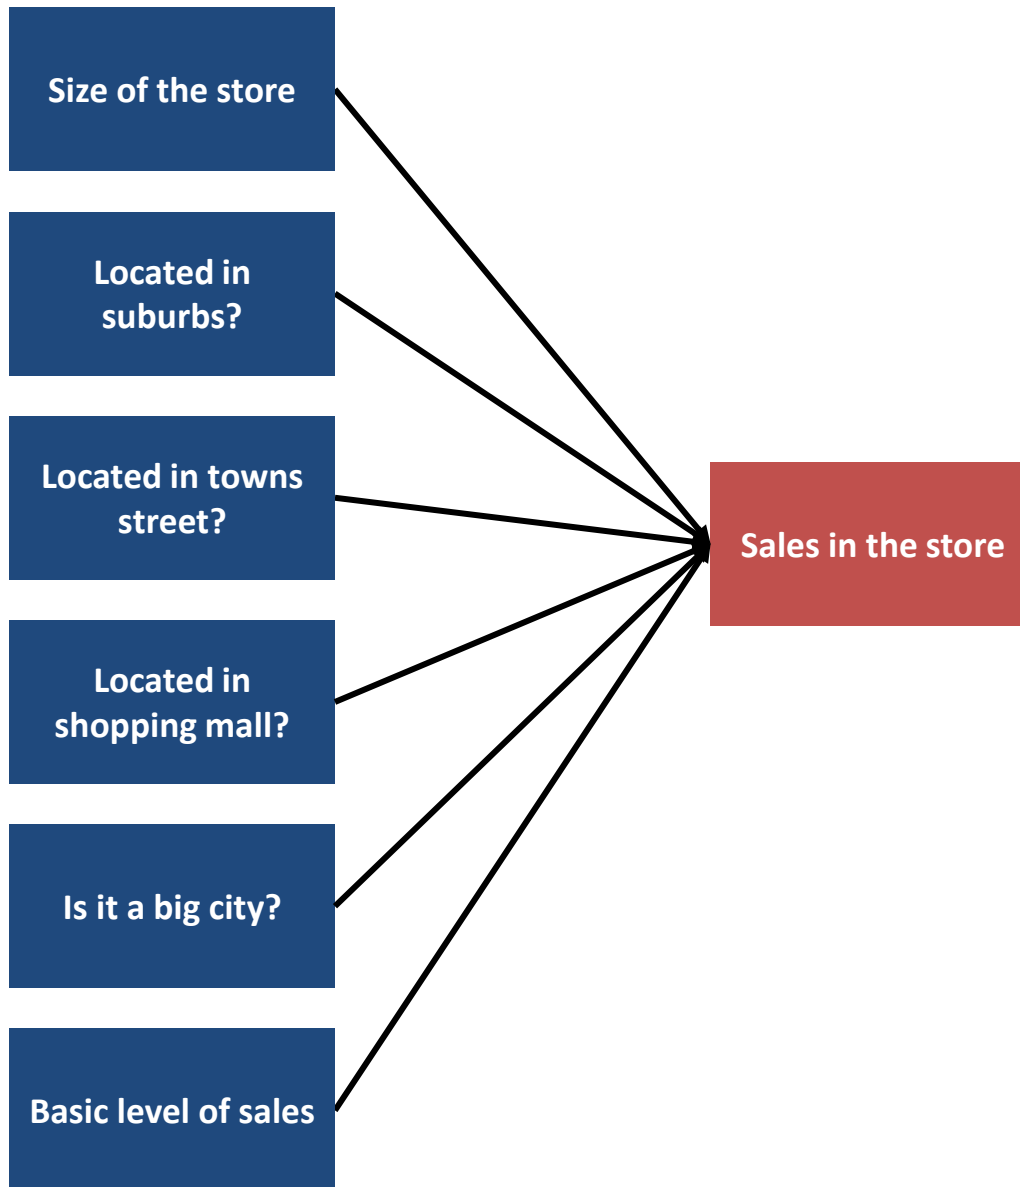 Size of the store
Located in
suburbs?
Located in towns
street?
Located in
shopping mall?
Is it a big city?
Basic level of sales
Sales in the store